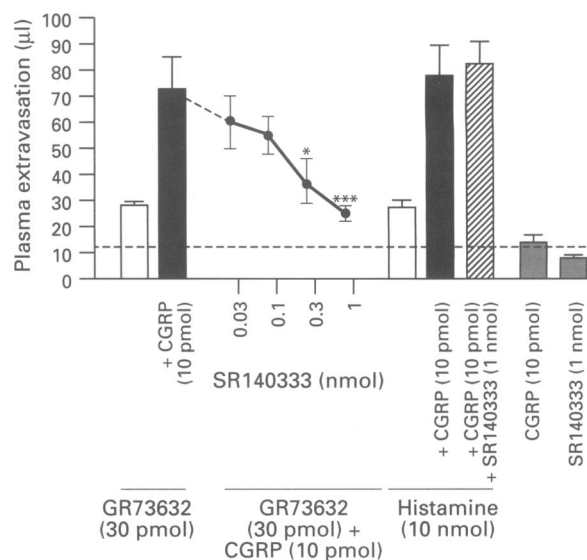 Plasma extravasation (µl)
100
90
80
70
60
50
40
30
20
10
0
*
***
+ CGRP
(10 pmol)
0.03
0.1
0.3
1
SR140333 (nmol)
+ CGRP (10 pmol)
+ CGRP (10 pmol)
+ SR140333 (1 nmol)
CGRP (10 pmol)
SR140333 (1 nmol)
GR73632
(30 pmol)
GR73632
(30 pmol) +
CGRP (10 pmol)
Histamine
(10 nmol)